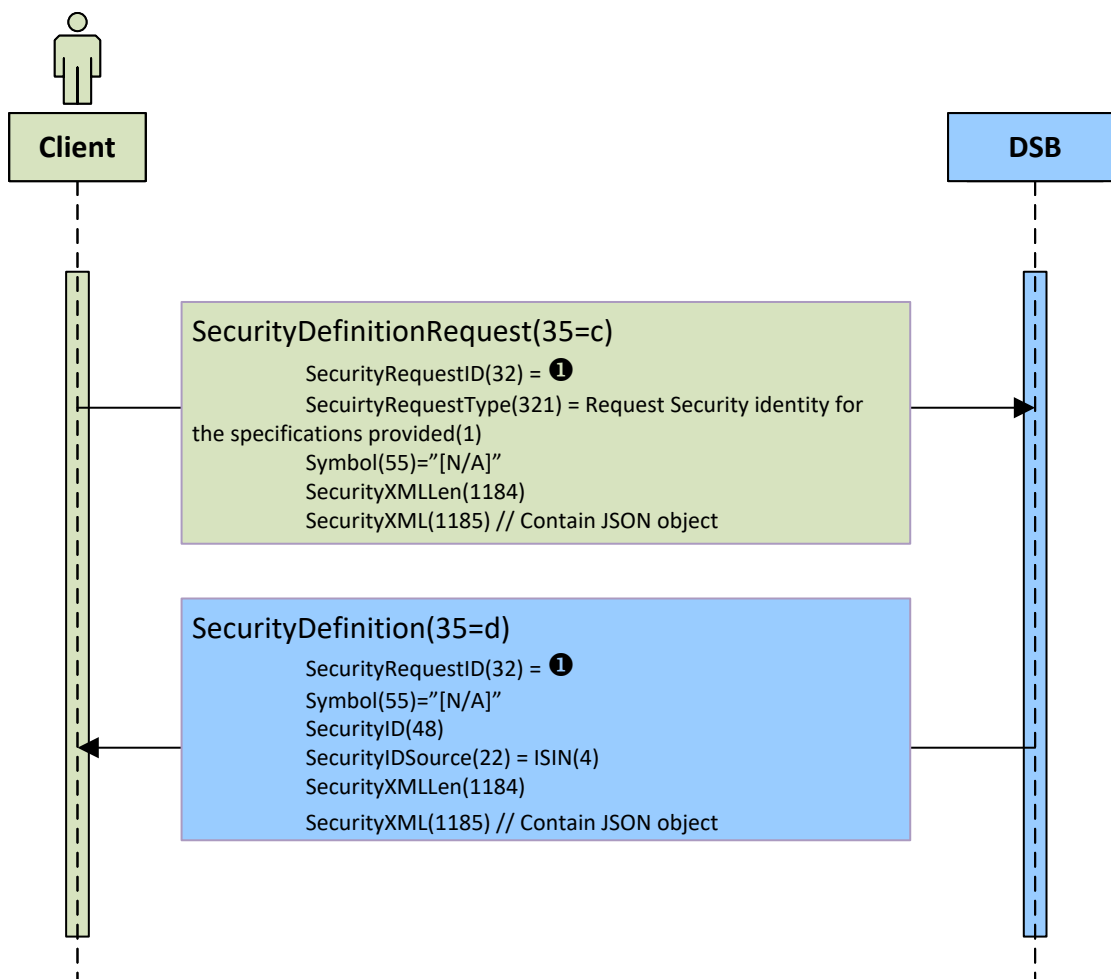 Client
DSB
SecurityDefinitionRequest(35=c)
SecurityRequestID(32) = ❶
SecuirtyRequestType(321) = Request Security identity for
the specifications provided(1)
Symbol(55)=”[N/A]”
SecurityXMLLen(1184)
SecurityXML(1185) // Contain JSON object
SecurityDefinition(35=d)
SecurityRequestID(32) = ❶
Symbol(55)=”[N/A]”
SecurityID(48)
SecurityIDSource(22) = ISIN(4)
SecurityXMLLen(1184)
SecurityXML(1185) // Contain JSON object